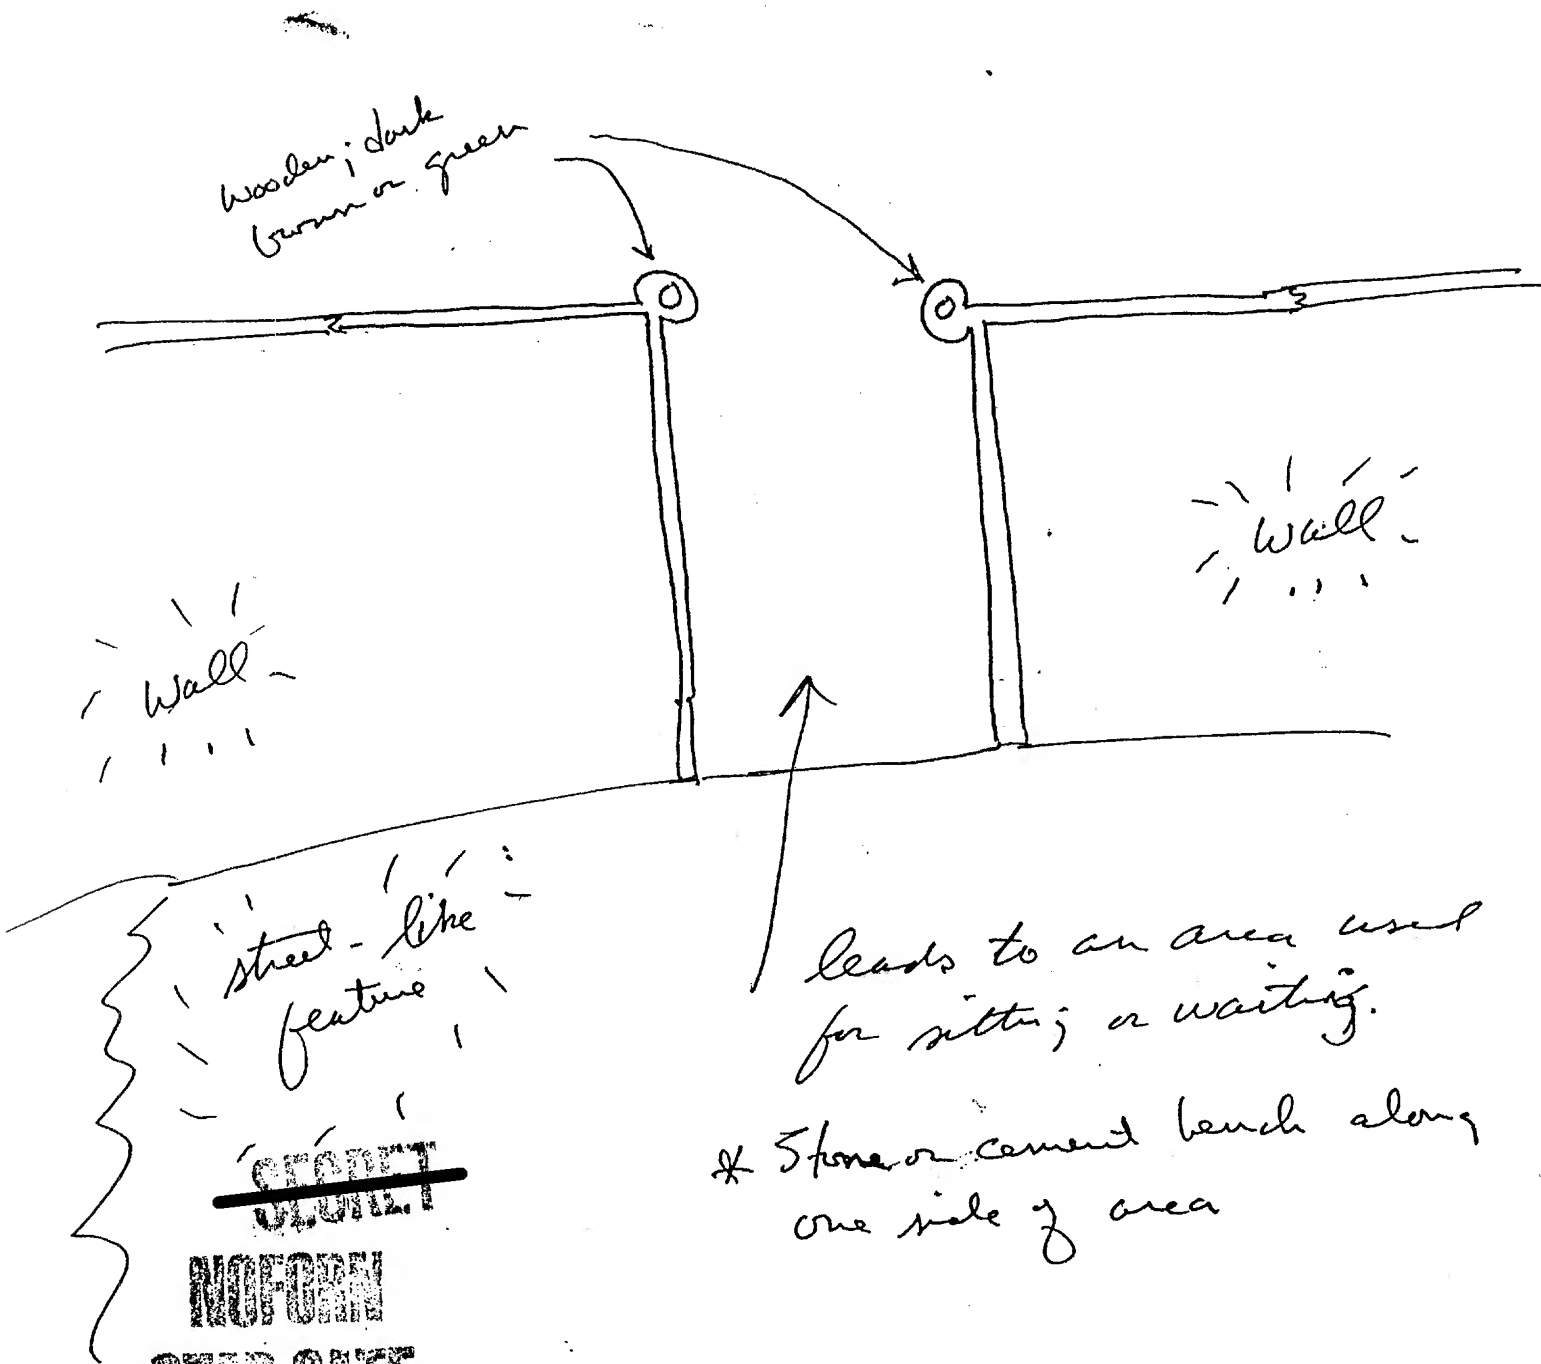 wooden; dark
brown or green
Wall
Wall
street-like
feature
leads to an area used
for sitting or waiting.
* Stone or cement bench along
one side of area
SECRET
NOFORN